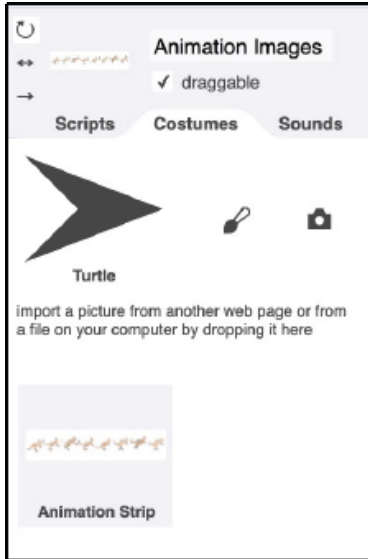 Animation Images
draggable
Scripts Costumes Sounds
Turtle
import a picture from another web page or from
a file on your computer by dropping it here
Animation Strip